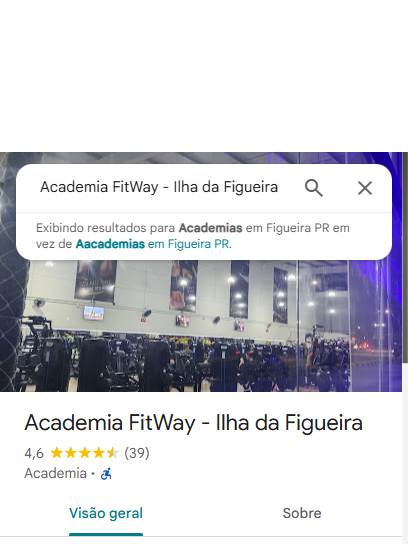 Academia FitWay - Ilha da Figueira
Exibindo resultados para Academias em Figueira PR em
vez de Aacademias em Figueira PR.
Academia FitWay - Ilha da Figueira
4,6 (39)
Academia ·
Visão geral
Sobre